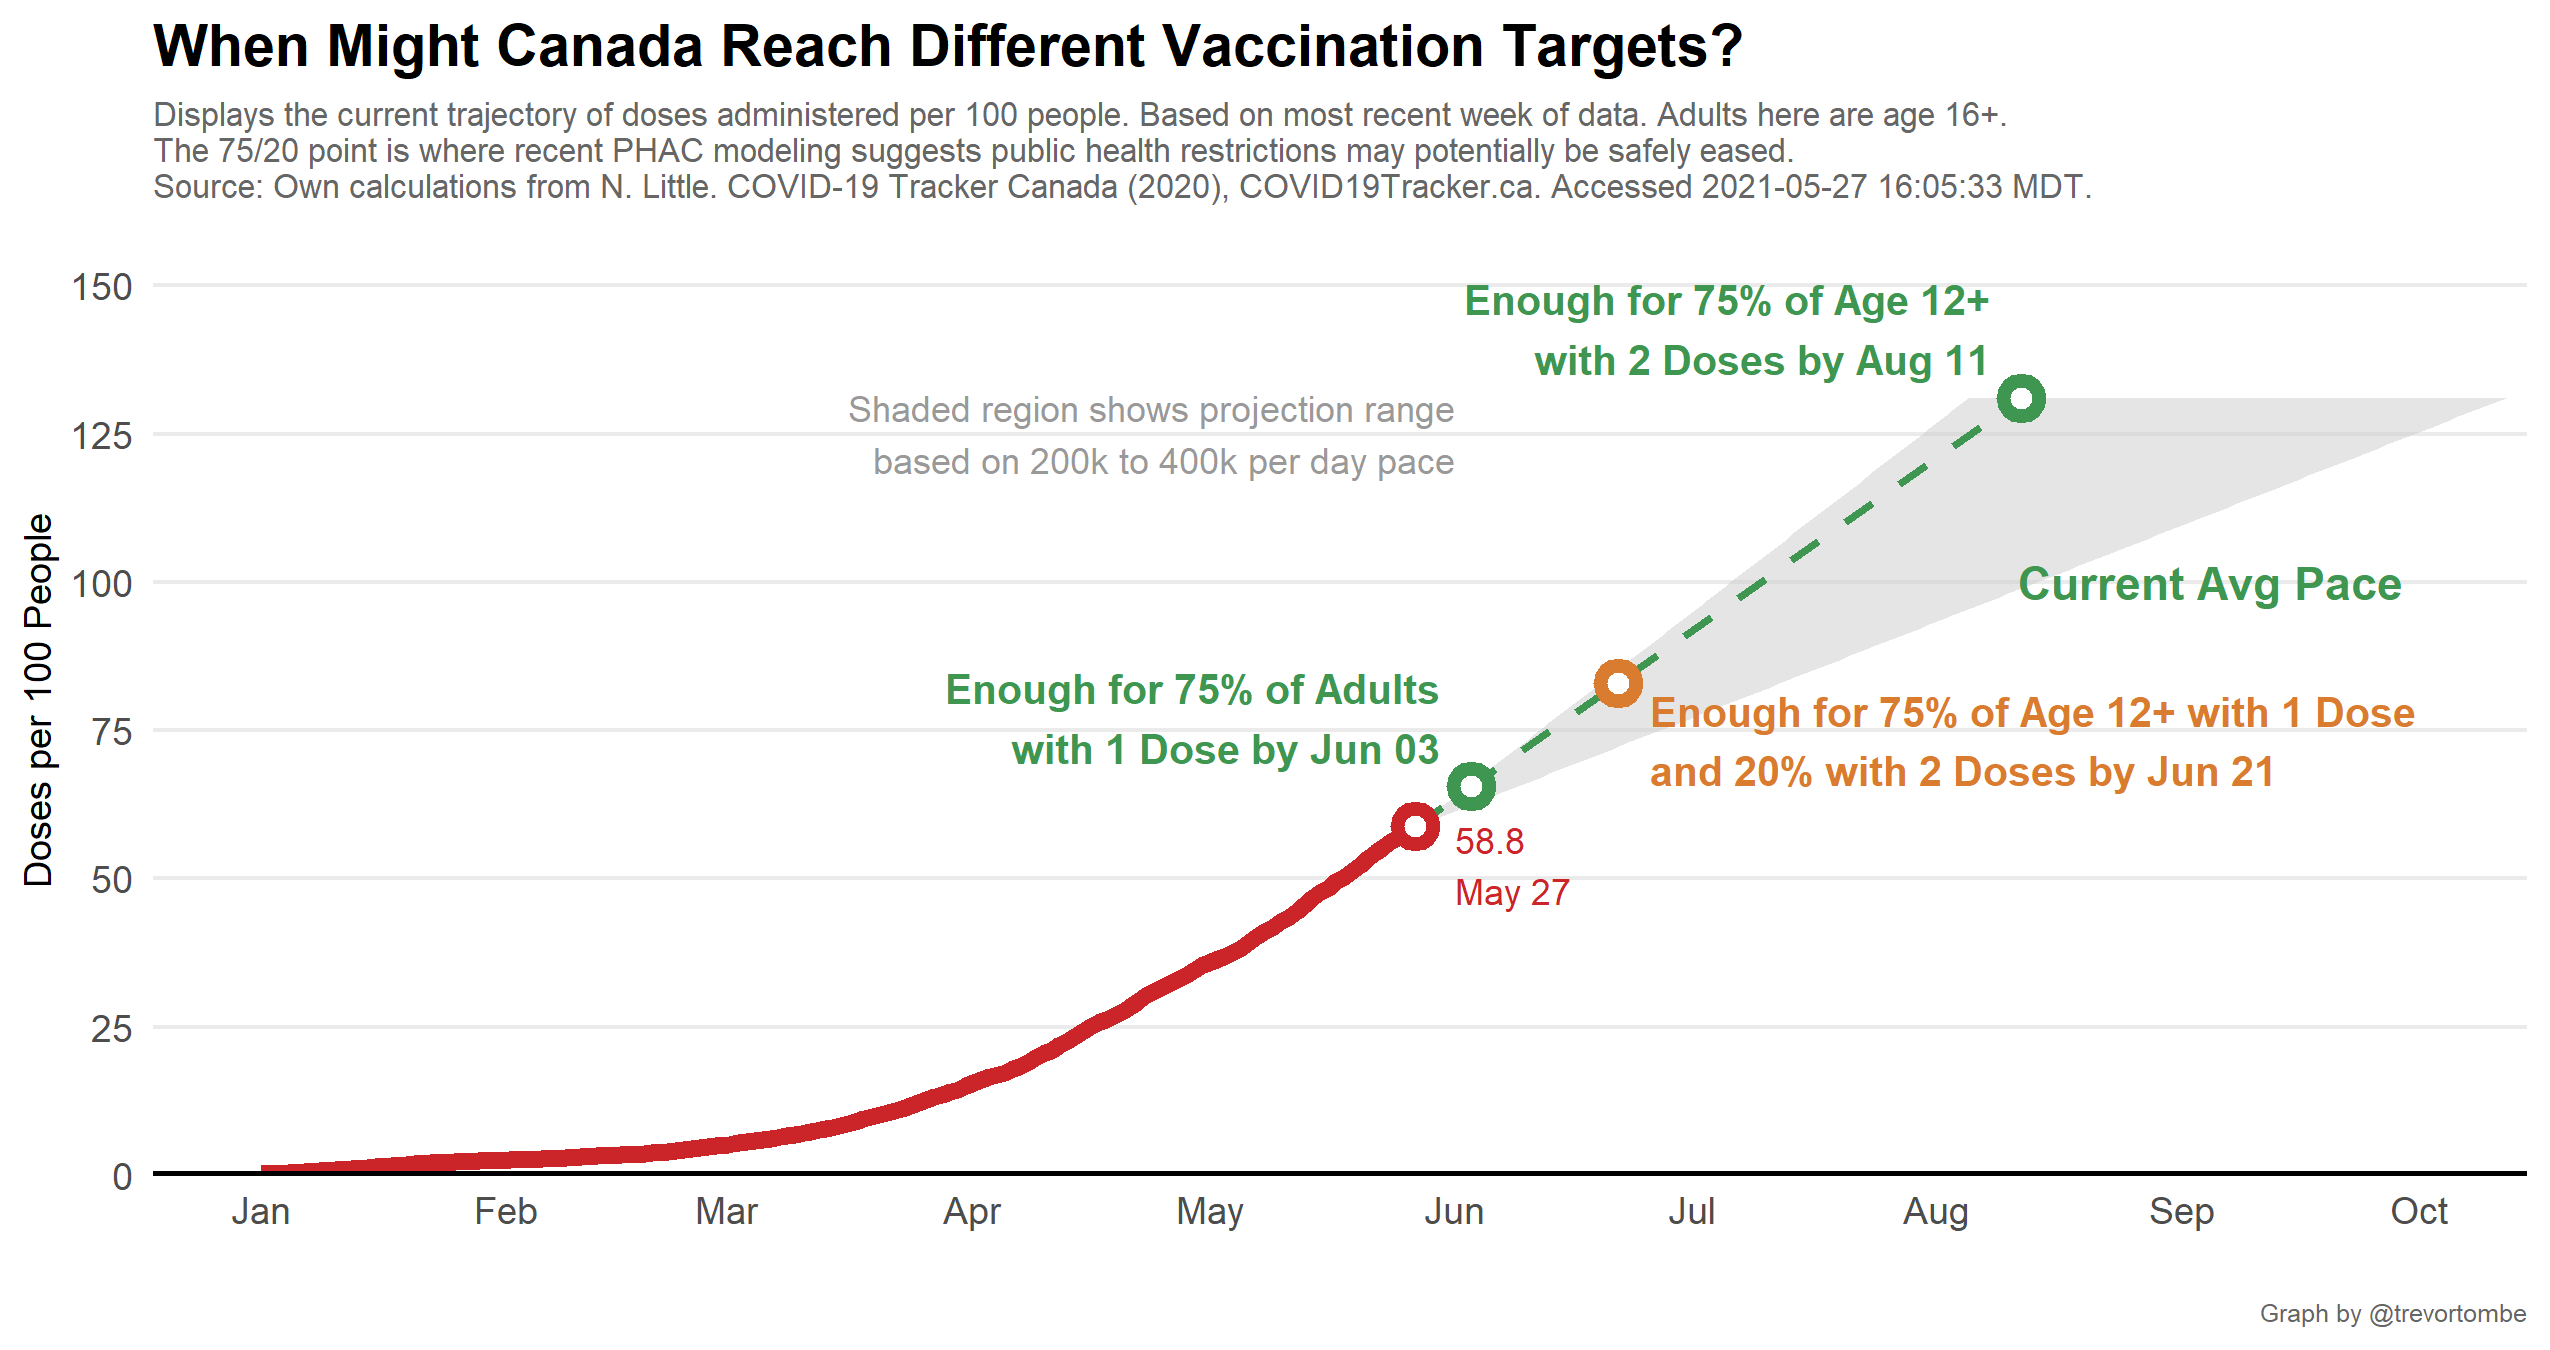 When Might Canada Reach Different Vaccination Targets?
Displays the current trajectory of doses administered per 100 people. Based on most recent week of data. Adults here are age 16+.
The 75/20 point is where recent PHAC modeling suggests public health restrictions may potentially be safely eased.
Source: Own calculations from N. Little. COVID-19 Tracker Canada (2020), COVID19Tracker.ca. Accessed 2021-05-27 16:05:33 MDT.
Doses per 100 People
150
125
100
75
50
25
0
Enough for 75% of Age 12+
with 2 Doses by Aug 11
Shaded region shows projection range
based on 200k to 400k per day pace
Current Avg Pace
Enough for 75% of Adults
with 1 Dose by Jun 03
Enough for 75% of Age 12+ with 1 Dose
and 20% with 2 Doses by Jun 21
58.8
May 27
Jan Feb Mar Apr May Jun Jul Aug Sep Oct
Graph by @trevortombe